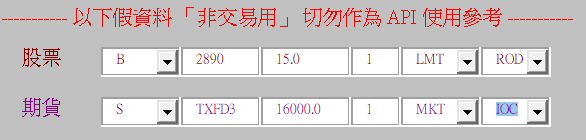 ----------- 以下假資料「非交易用」切勿作為 API 使用參考 -----------
股票 B 2890 15.0 1 LMT ROD
期貨 S TXFD3 16000.0 1 MKT IOC